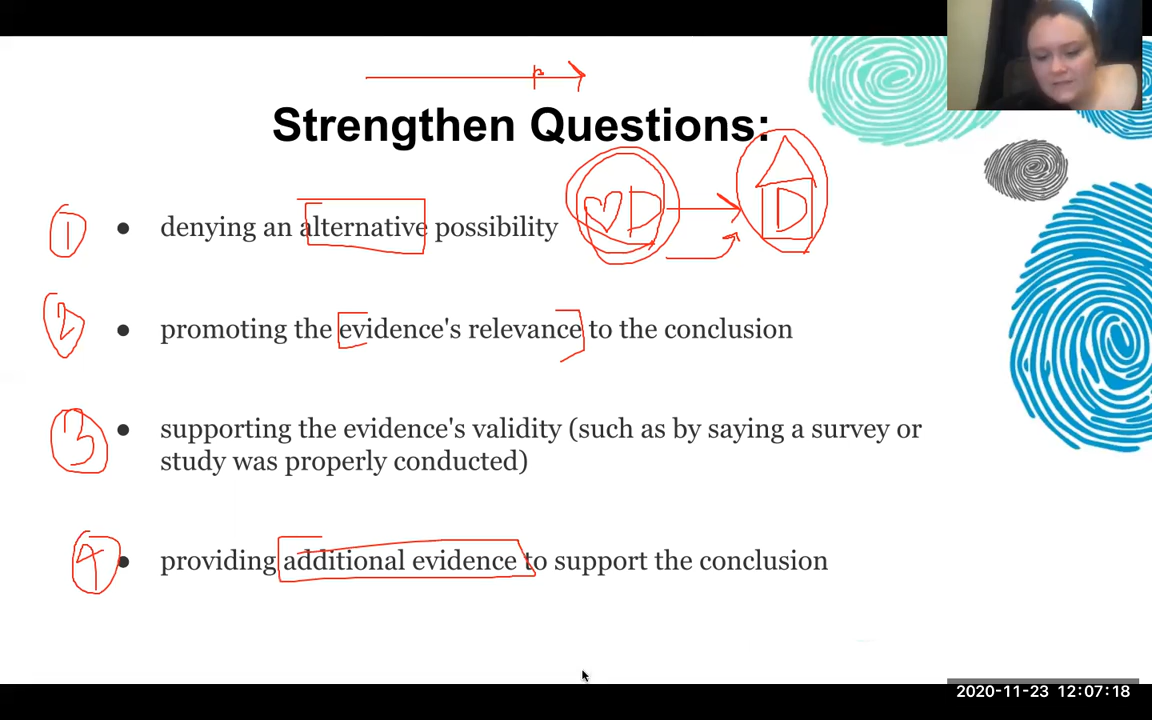 Strengthen Questions:
D
D
1
● denying an alternative possibility
2
● promoting the evidence's relevance to the conclusion
3
● supporting the evidence's validity (such as by saying a survey or
study was properly conducted)
4
● providing additional evidence to support the conclusion
2020-11-23 12:07:18